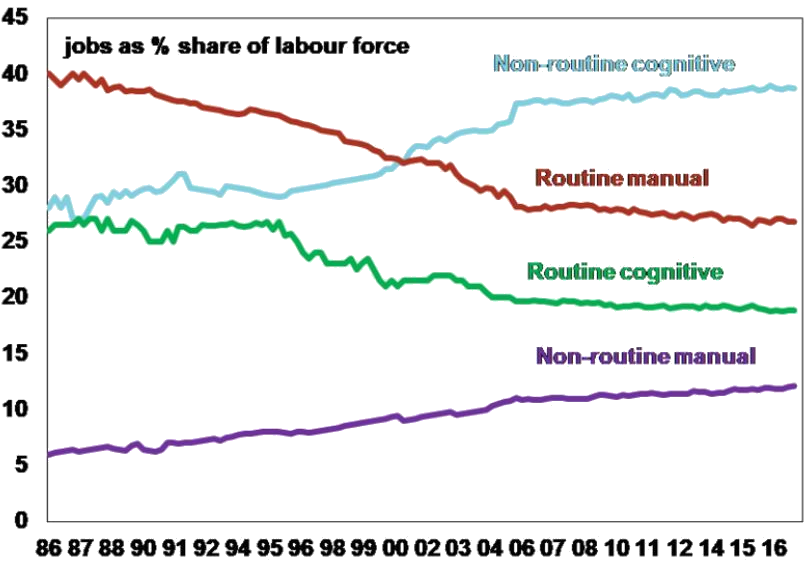 45
jobs as % share of labour force
40
Non-routine cognitive
35
30
Routine manual
25
Routine cognitive
20
15
Non-routine manual
10
5
0
86 87 88 90 91 92 94 95 96 98 99 00 02 03 04 06 07 08 10 11 12 14 15 16